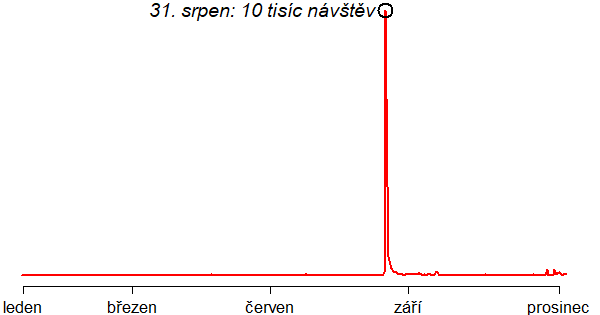 31. srpen: 10 tisíc návštěv
leden březen červen září prosinec